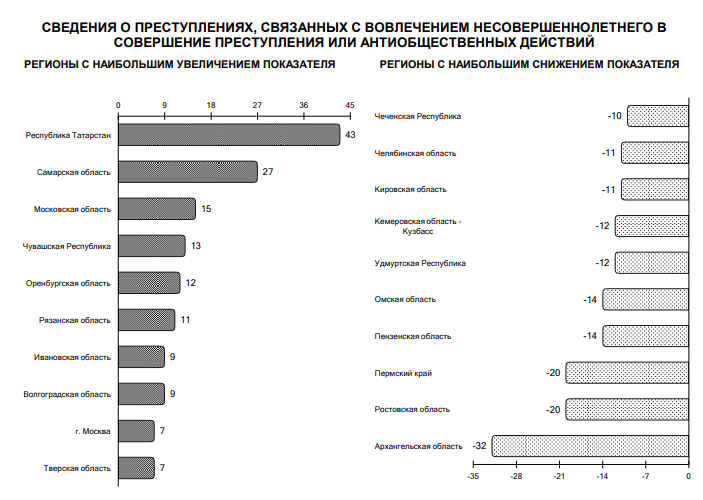 СВЕДЕНИЯ О ПРЕСТУПЛЕНИЯХ, СВЯЗАННЫХ С ВОВЛЕЧЕНИЕМ НЕСОВЕРШЕННОЛЕТНЕГО В
СОВЕРШЕНИЕ ПРЕСТУПЛЕНИЯ ИЛИ АНТИОБЩЕСТВЕННЫХ ДЕЙСТВИЙ
РЕГИОНЫ С НАИБОЛЬШИМ УВЕЛИЧЕНИЕМ ПОКАЗАТЕЛЯ
0 9 18 27 36 45
Республика Татарстан 43
Самарская область 27
Московская область 15
Чувашская Республика 13
Оренбургская область 12
Рязанская область 11
Ивановская область 9
Волгоградская область 9
г. Москва 7
Тверская область 7
РЕГИОНЫ С НАИБОЛЬШИМ СНИЖЕНИЕМ ПОКАЗАТЕЛЯ
Чеченская Республика -10
Челябинская область -11
Кировская область -11
Кемеровская область -
Кузбасс -12
Удмуртская Республика -12
Омская область -14
Пензенская область -14
Пермский край -20
Ростовская область -20
Архангельская область -32
-35 -28 -21 -14 -7 0